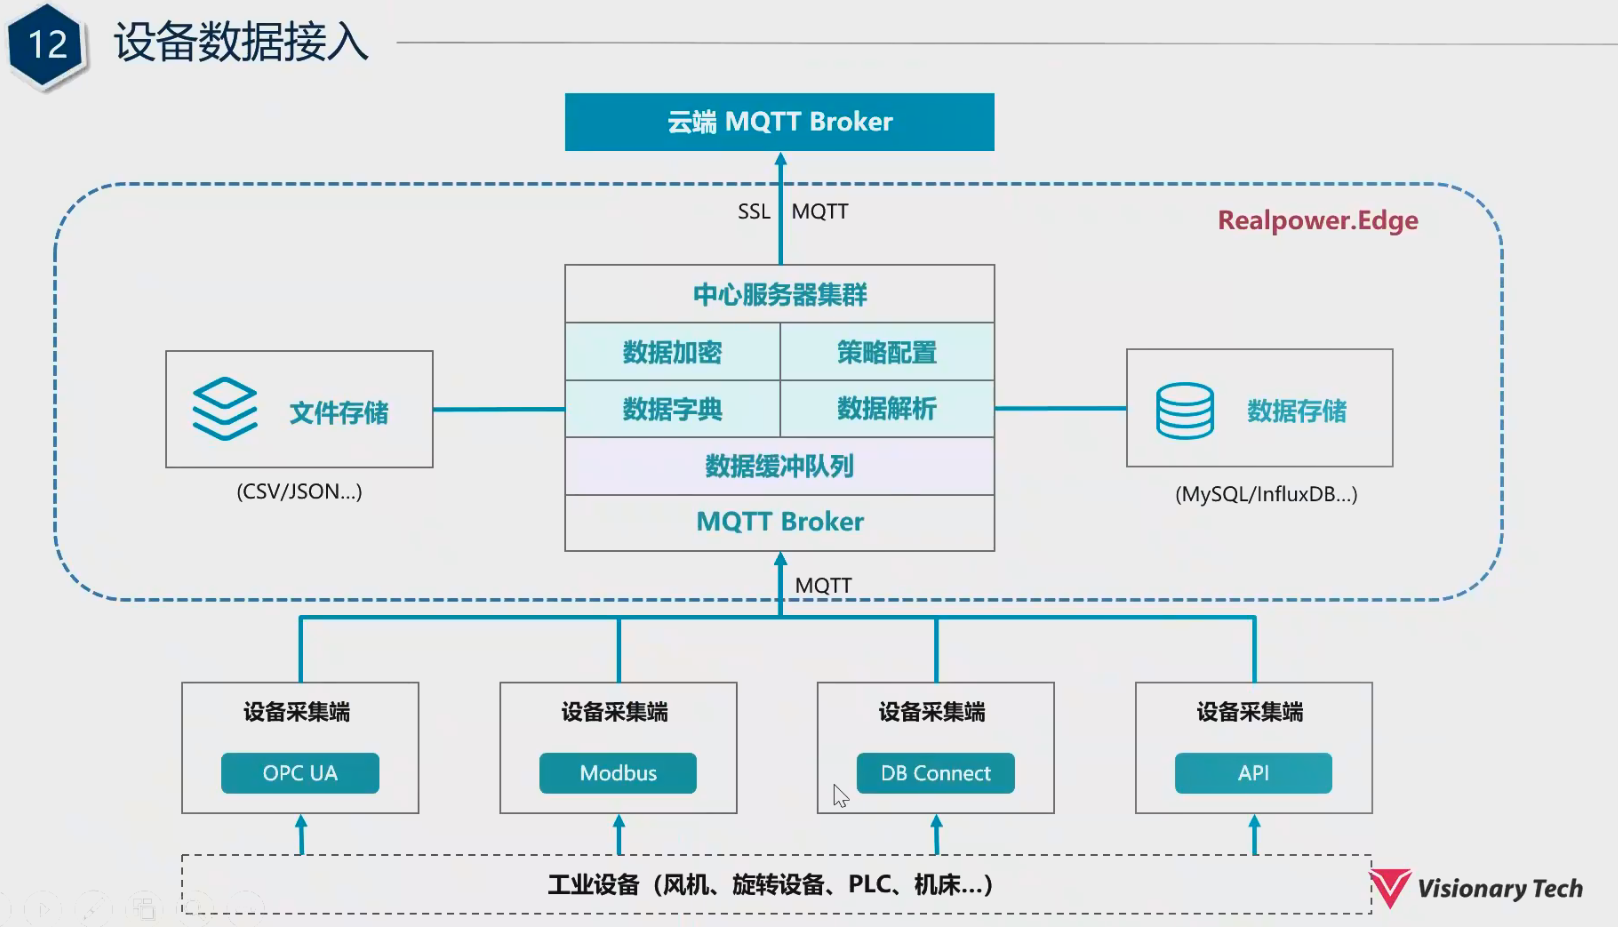 12 设备数据接入
云端 MQTT Broker
SSL MQTT
Realpower.Edge
中心服务器集群
数据加密 策略配置
数据字典 数据解析
数据缓冲队列
MQTT Broker
文件存储
(CSV/JSON...)
数据存储
(MySQL/InfluxDB...)
MQTT
设备采集端 设备采集端 设备采集端 设备采集端
OPC UA Modbus DB Connect API
工业设备（风机、旋转设备、PLC、机床...）
Visionary Tech